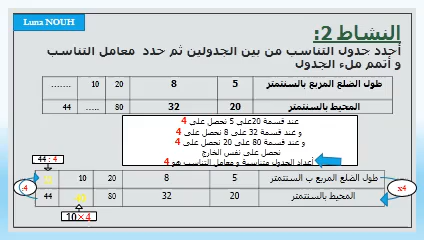 Luna NOUH
النشاط 2:
أحدد جدول التناسب من بين الجدولين ثم حدد معامل التناسب
و أتمم ملء الجدول
طول الضلع المربع بالسنتمتر 5 8 20 10 .......
المحيط بالسنتمتر 20 32 80 ..... 44
عند قسمة 20على 5 نحصل على 4
و عند قسمة 32 على 8 نحصل على 4
و عند قسمة 80 على 20 نحصل على 4
نحصل على نفس الخارج
أعداد الجدول متناسبة و معامل التناسب هو 4
44 : 4
طول الضلع المربع ب السنتمتر 5 8 20 10
المحيط بالسنتمتر 20 32 80 40 44
x4
:4
10×4